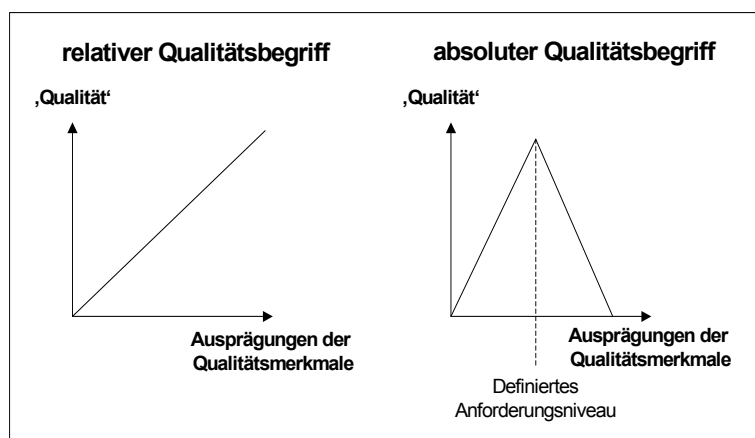 relativer Qualitätsbegriff
‚Qualität‘
Ausprägungen der
Qualitätsmerkmale
absoluter Qualitätsbegriff
‚Qualität‘
Ausprägungen der
Qualitätsmerkmale
Definiertes
Anforderungsniveau